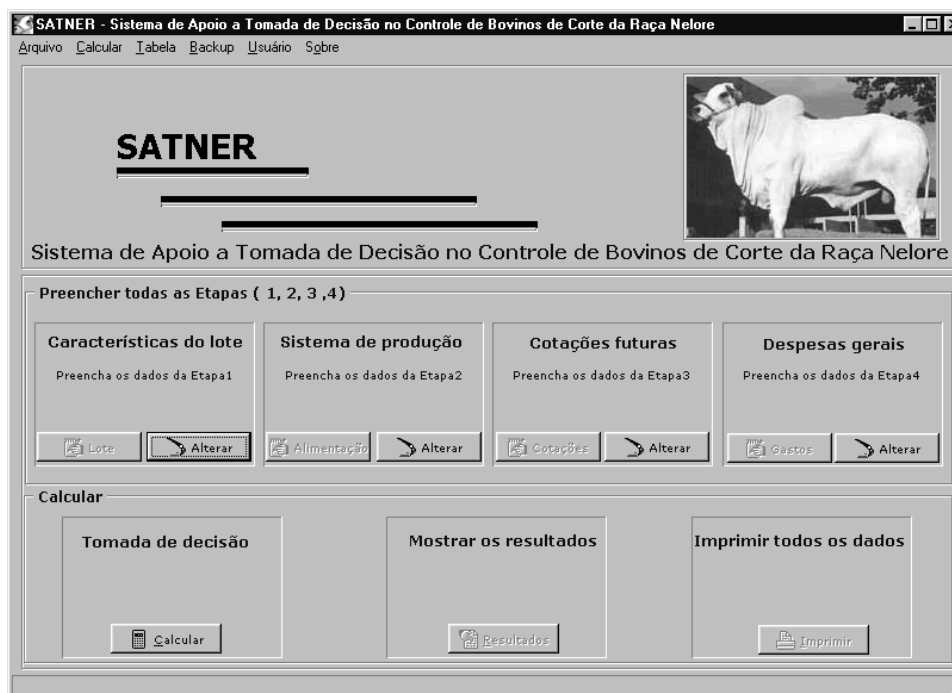 SATNER - Sistema de Apoio a Tomada de Decisão no Controle de Bovinos de Corte da Raça Nelore
Arquivo Calcular Tabela Backup Usuário Sobre
SATNER
Sistema de Apoio a Tomada de Decisão no Controle de Bovinos de Corte da Raça Nelore
Preencher todas as Etapas ( 1, 2, 3 ,4)
Características do lote Sistema de produção Cotações futuras Despesas gerais
Preencha os dados da Etapa1 Preencha os dados da Etapa2 Preencha os dados da Etapa3 Preencha os dados da Etapa4
Lote Alterar Alimentação Alterar Cotações Alterar Gastos Alterar
Calcular
Tomada de decisão Mostrar os resultados Imprimir todos os dados
Calcular Resultados Imprimir